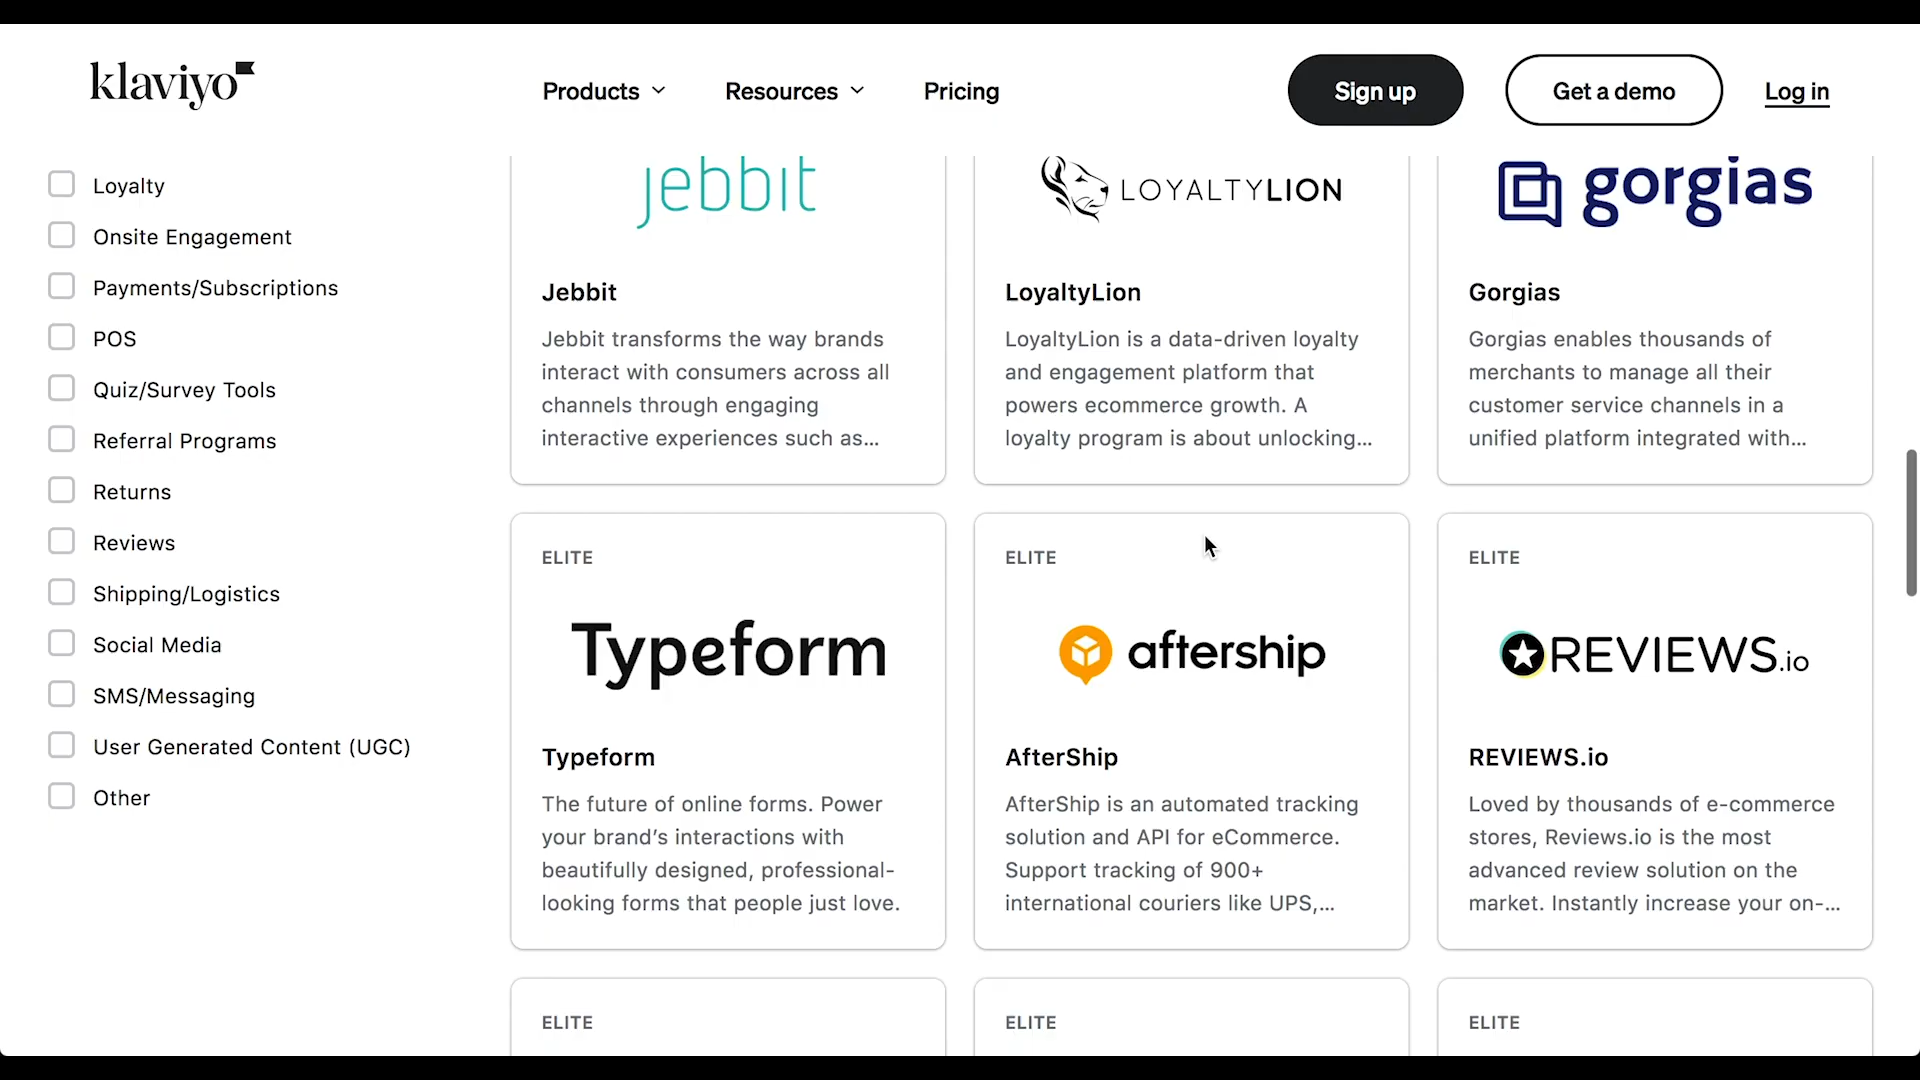 klaviyo
Products
Resources
Pricing
Sign up
Get a demo
Log in
Loyalty
Onsite Engagement
Payments/Subscriptions
POS
Quiz/Survey Tools
Referral Programs
Returns
Reviews
Shipping/Logistics
Social Media
SMS/Messaging
User Generated Content (UGC)
Other
jebbit
Jebbit
Jebbit transforms the way brands
interact with consumers across all
channels through engaging
interactive experiences such as...
LOYALTYLION
LoyaltyLion
LoyaltyLion is a data-driven loyalty
and engagement platform that
powers ecommerce growth. A
loyalty program is about unlocking...
gorgias
Gorgias
Gorgias enables thousands of
merchants to manage all their
customer service channels in a
unified platform integrated with...
ELITE
Typeform
Typeform
The future of online forms. Power
your brand’s interactions with
beautifully designed, professional-
looking forms that people just love.
ELITE
aftership
AfterShip
AfterShip is an automated tracking
solution and API for eCommerce.
Support tracking of 900+
international couriers like UPS,...
ELITE
REVIEWS.io
REVIEWS.io
Loved by thousands of e-commerce
stores, Reviews.io is the most
advanced review solution on the
market. Instantly increase your on-...
ELITE
ELITE
ELITE